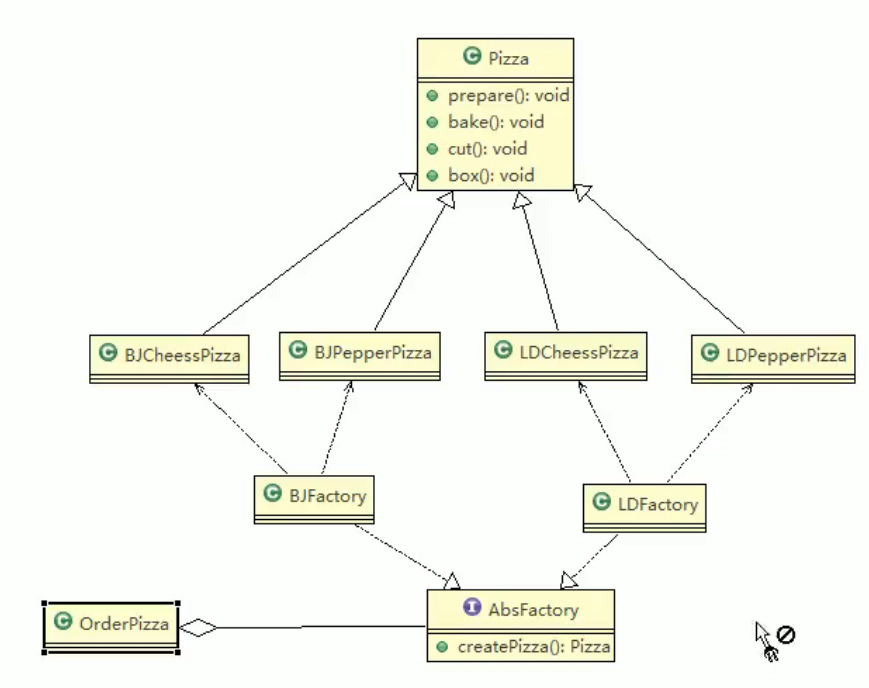 Pizza
prepare(): void
bake(): void
cut(): void
box(): void
BJCheessPizza
BJPepperPizza
LDCheessPizza
LDPepperPizza
BJFactory
LDFactory
OrderPizza
AbsFactory
createPizza(): Pizza